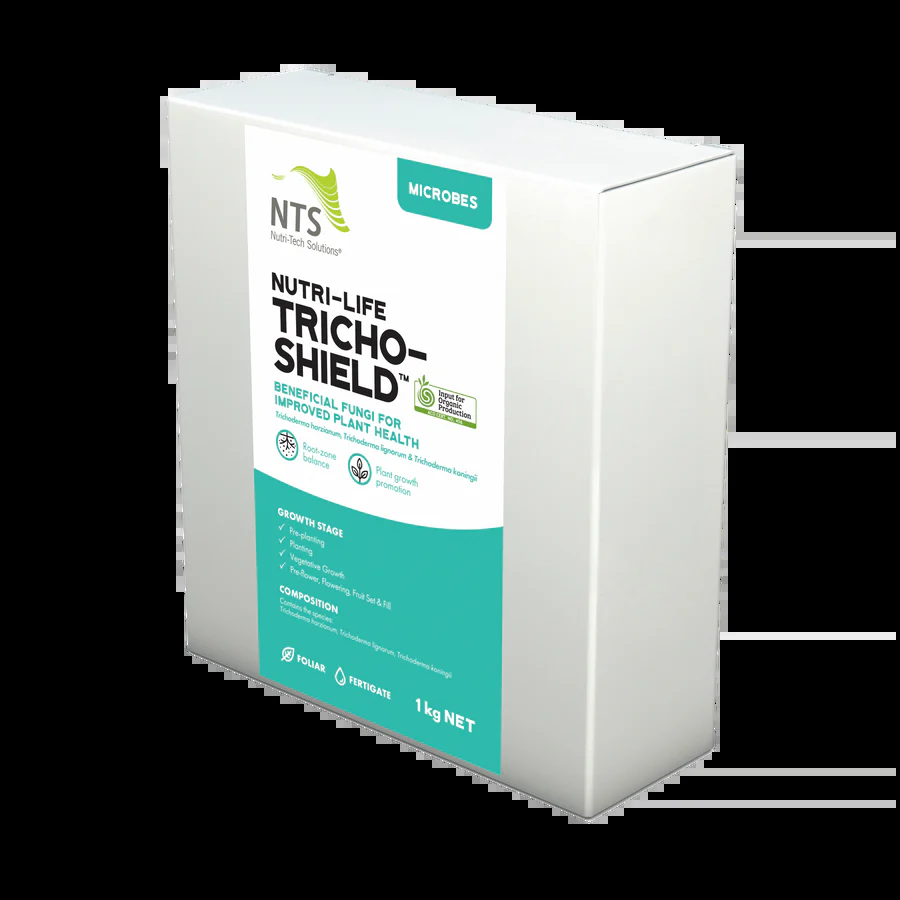 NTS
Nutri-Tech Solutions®
MICROBES
NUTRI-LIFE
TRICHO-
SHIELD™
BENEFICIAL FUNGI FOR
IMPROVED PLANT HEALTH
Trichoderma harzianum, Trichoderma lignorum & Trichoderma koningii
Input for
Organic
Production
Root-zone
balance
Plant growth
promotion
GROWTH STAGE
✓ Pre-planting
✓ Planting
✓ Vegetative Growth
✓ Pre-flower, Flowering, Fruit Set & Fill
COMPOSITION
Contains the species:
Trichoderma harzianum, Trichoderma lignorum, Trichoderma koningii
FOLIAR
FERTIGATE
1 kg NET